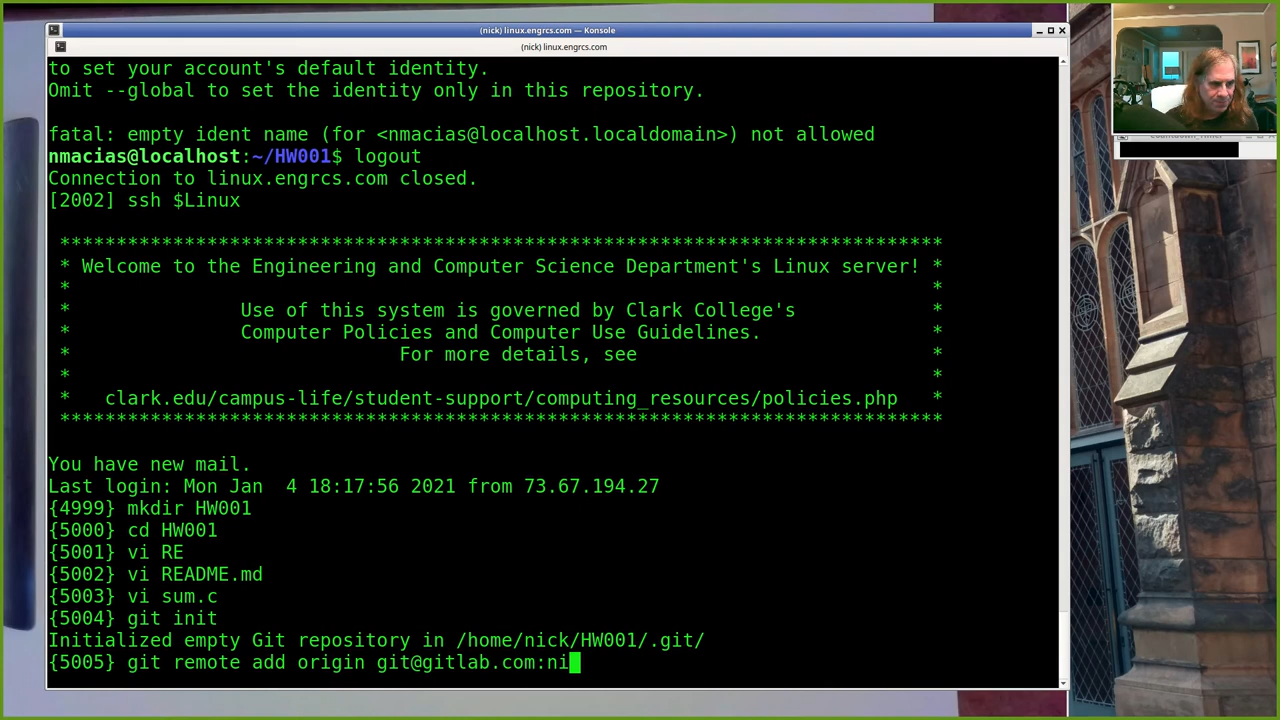 (nick) linux.engrcs.com — Konsole
(nick) linux.engrcs.com
to set your account's default identity.
Omit --global to set the identity only in this repository.
fatal: empty ident name (for <nmacias@localhost.localdomain>) not allowed
nmacias@localhost:~/HW001$ logout
Connection to linux.engrcs.com closed.
[2002] ssh $Linux
******************************************************************************
* Welcome to the Engineering and Computer Science Department's Linux server! *
* *
* Use of this system is governed by Clark College's *
* Computer Policies and Computer Use Guidelines. *
* For more details, see *
* *
* clark.edu/campus-life/student-support/computing_resources/policies.php *
******************************************************************************
You have new mail.
Last login: Mon Jan  4 18:17:56 2021 from 73.67.194.27
{4999} mkdir HW001
{5000} cd HW001
{5001} vi RE
{5002} vi README.md
{5003} vi sum.c
{5004} git init
Initialized empty Git repository in /home/nick/HW001/.git/
{5005} git remote add origin git@gitlab.com:ni